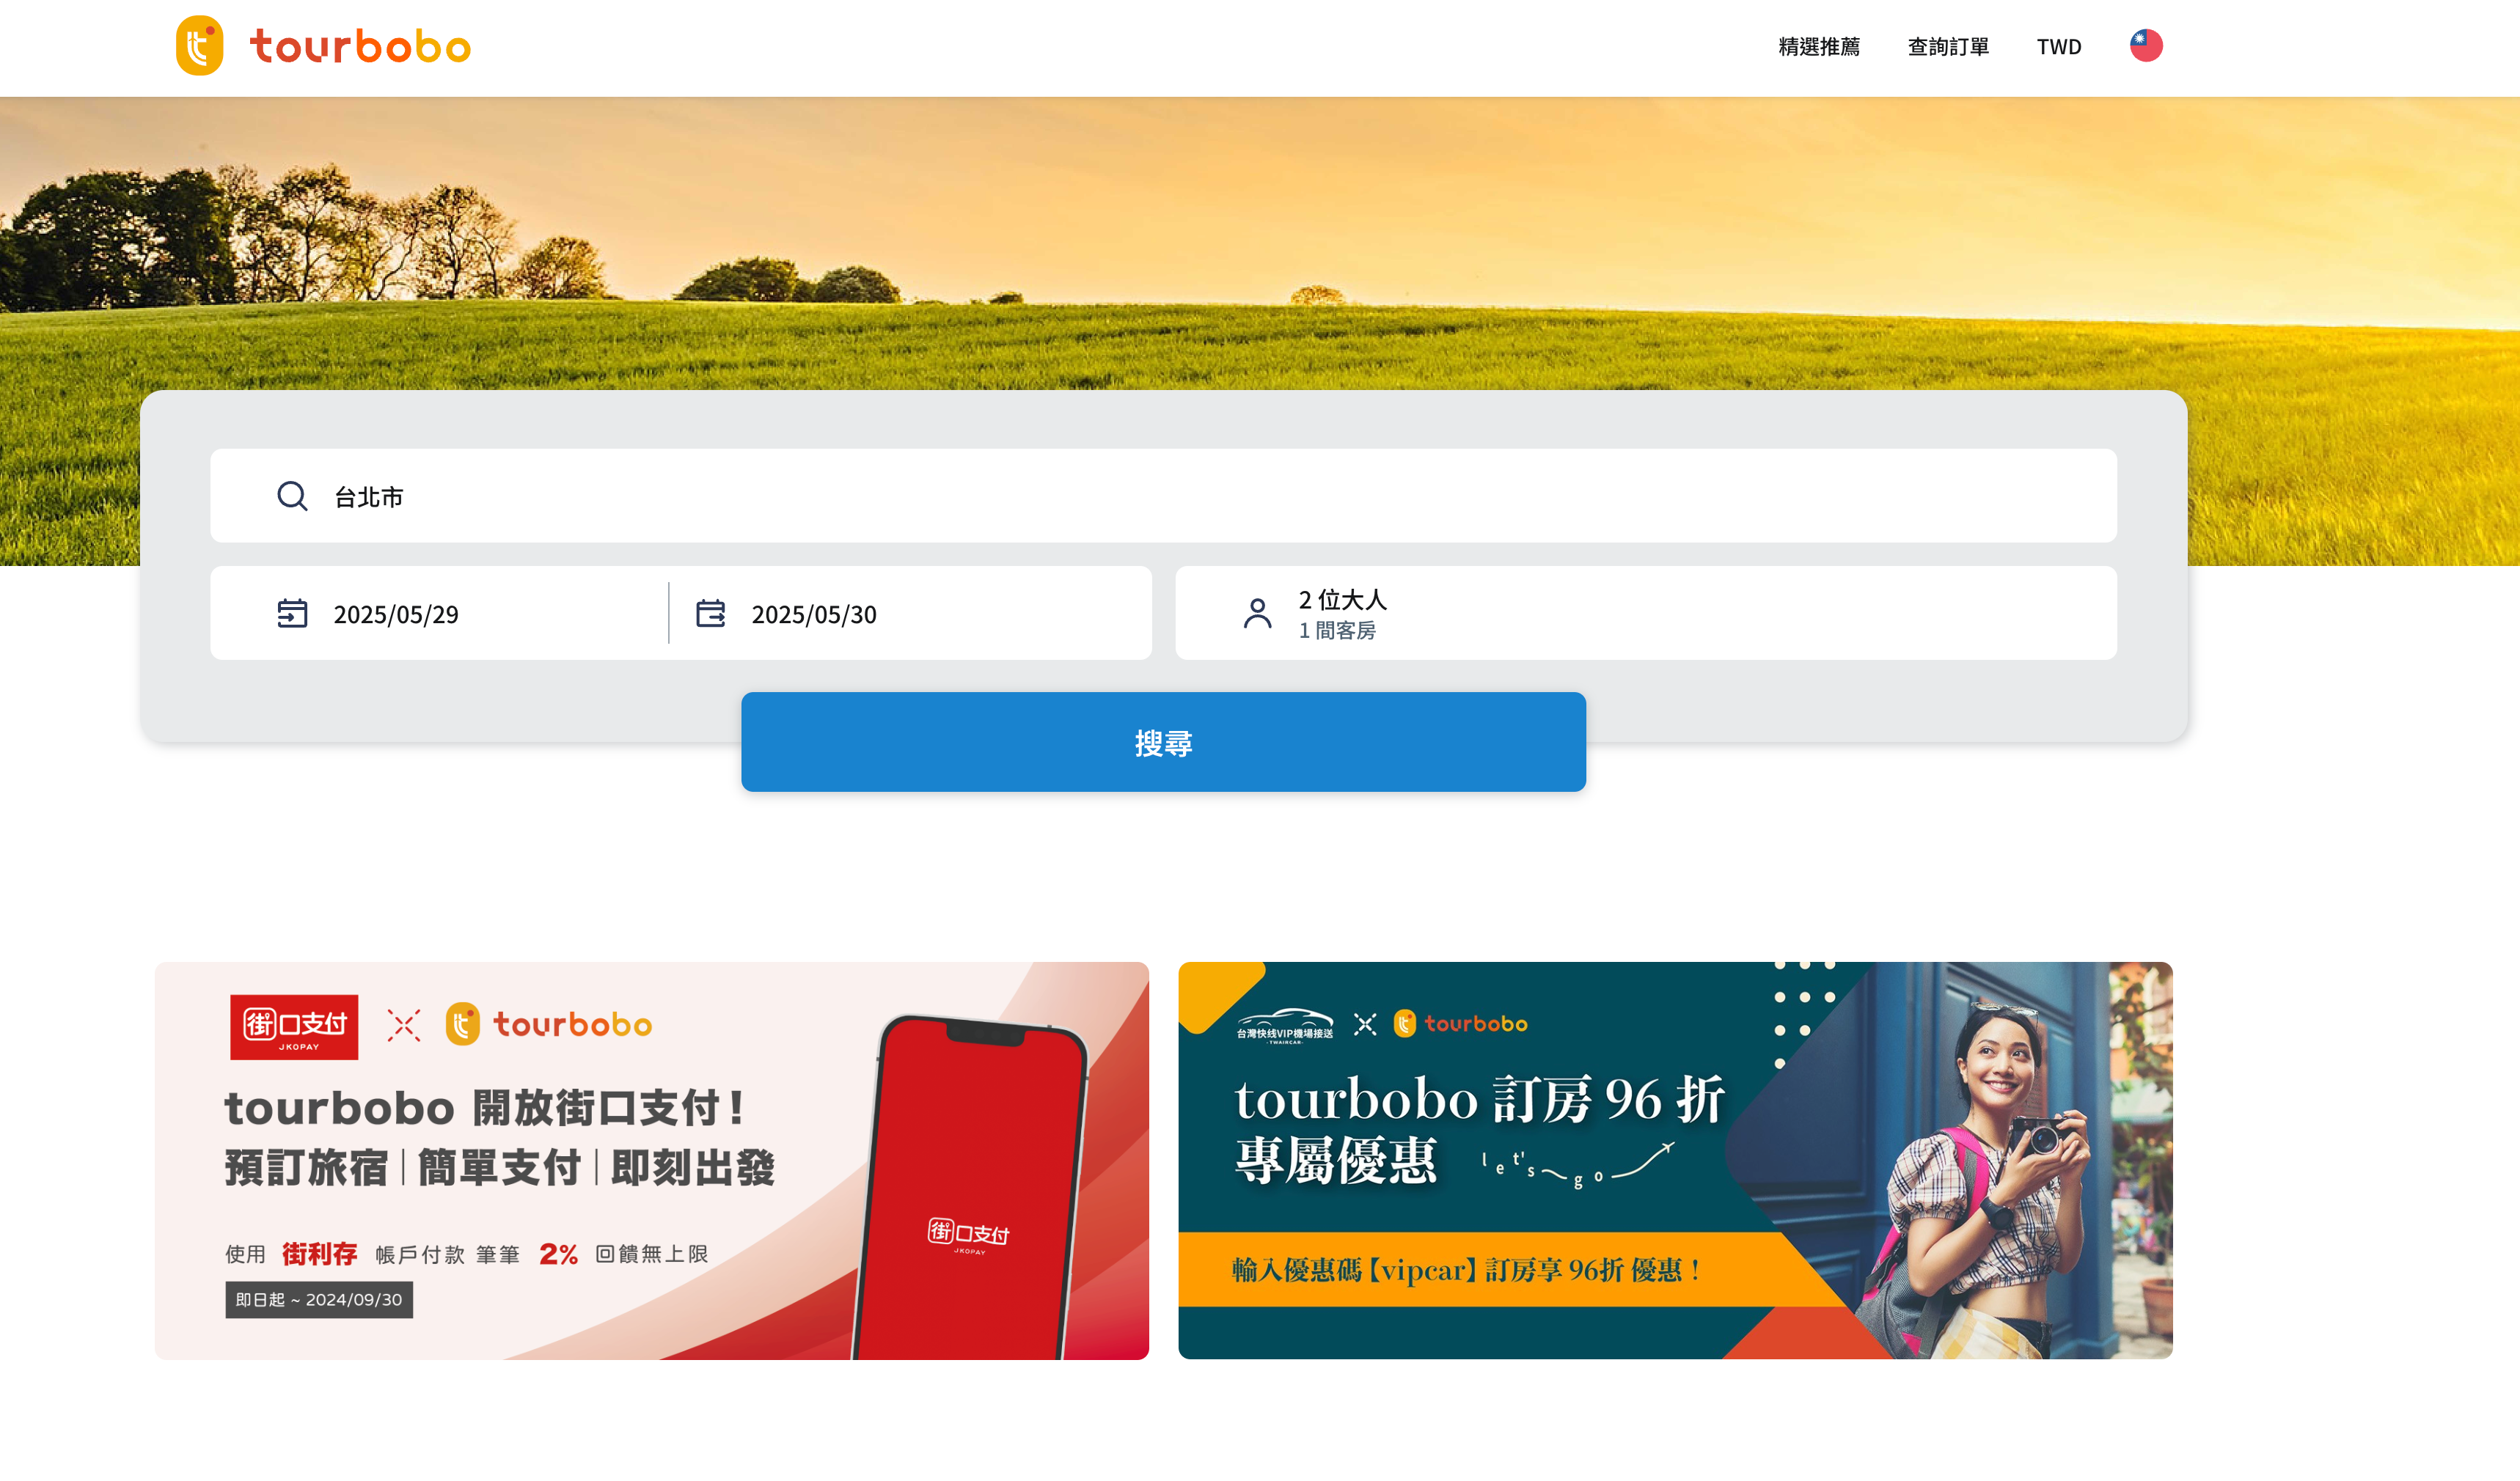 tourbobo
精選推薦 查詢訂單 TWD
台北市
2025/05/29 2025/05/30
2 位大人
1 間客房
搜尋
街口支付
JKOPAY
tourbobo
tourbobo 開放街口支付！
預訂旅宿|簡單支付|即刻出發
使用 街利存 帳戶付款 筆筆 2% 回饋無上限
即日起 ~ 2024/09/30
街口支付
JKOPAY
台灣快线VIP機場接送
·TWAIRCAR·
tourbobo
tourbobo 訂房 96 折
專屬優惠
let's go
輸入優惠碼【vipcar】訂房享 96折 優惠！